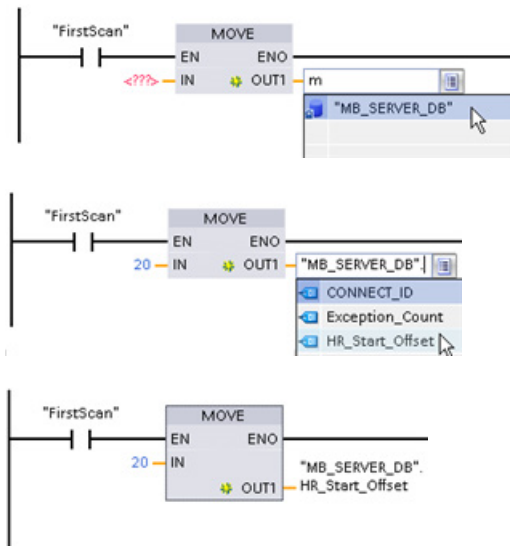 "FirstScan"
MOVE
EN ENO
<???> IN OUT1 m
"MB_SERVER_DB"
"FirstScan"
MOVE
EN ENO
20 IN OUT1 "MB_SERVER_DB".
CONNECT_ID
Exception_Count
HR_Start_Offset
"FirstScan"
MOVE
EN ENO
20 IN
OUT1 "MB_SERVER_DB".
HR_Start_Offset